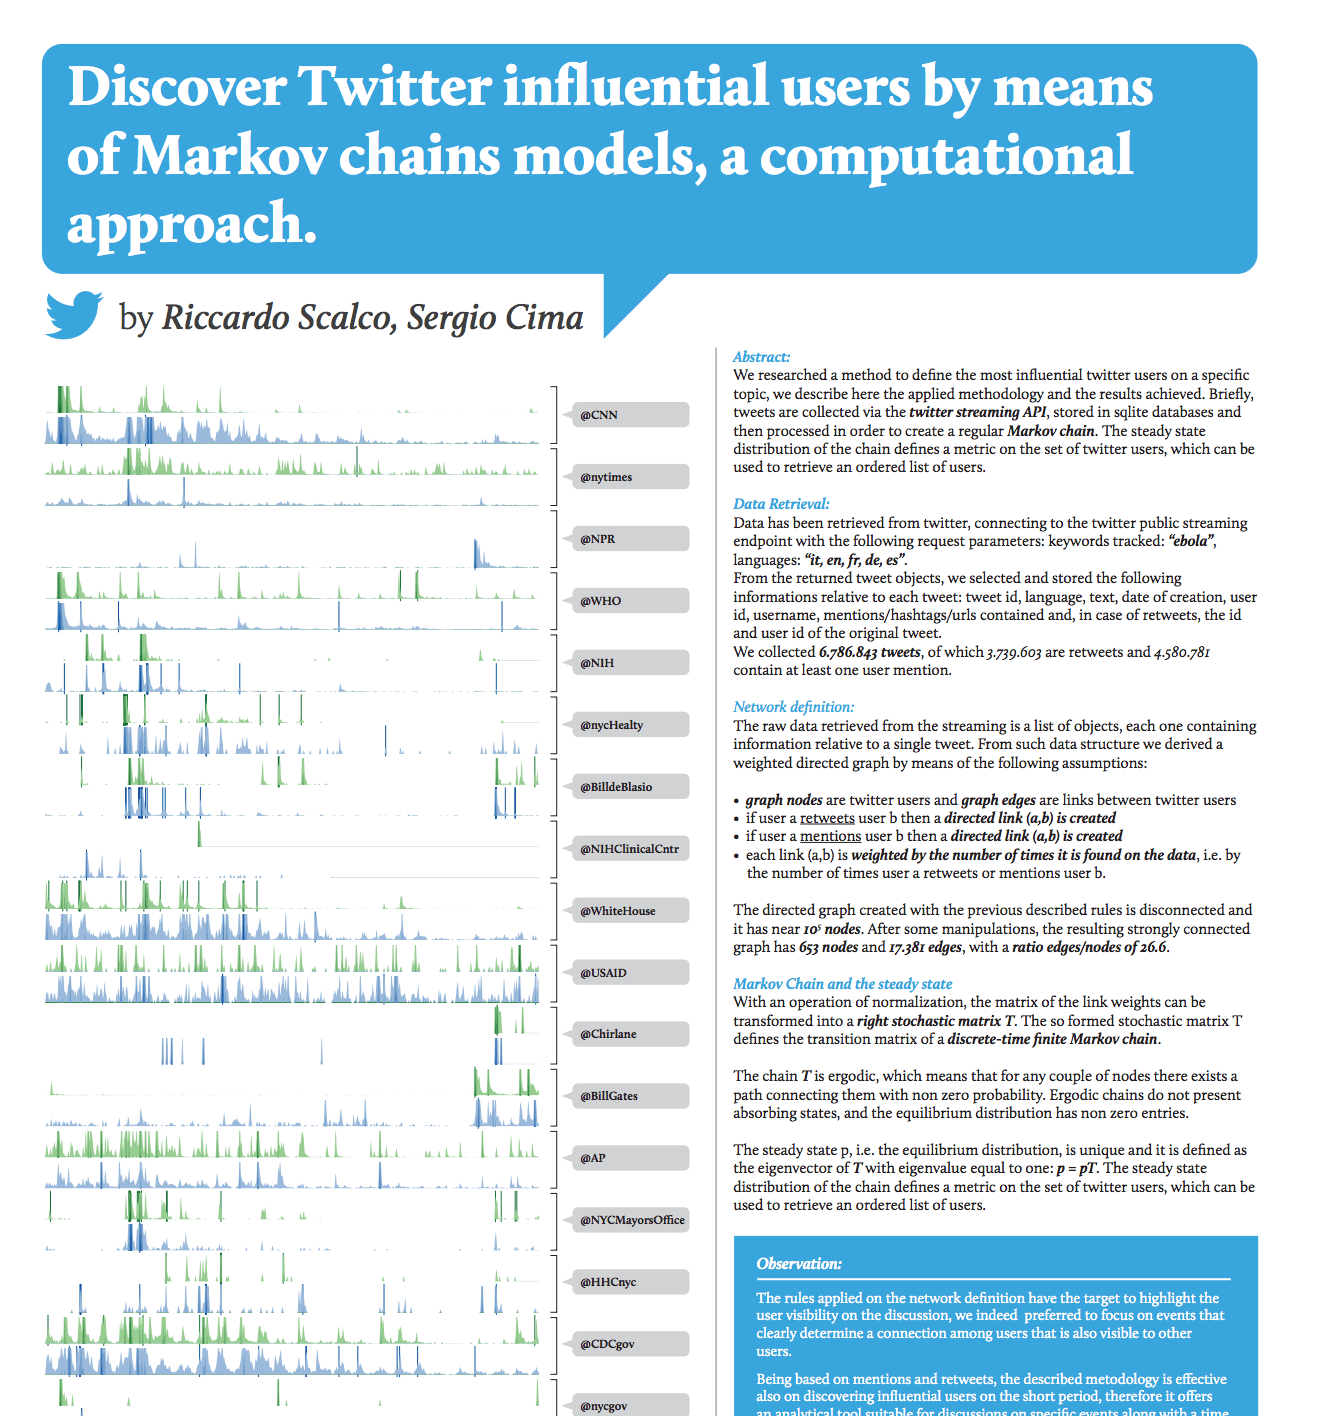 Discover Twitter influential users by means
of Markov chains models, a computational
approach.
by Riccardo Scalco, Sergio Cima
@CNN
@nytimes
@NPR
@WHO
@NIH
@nycHealty
@BilldeBlasio
@NIHClinicalCntr
@WhiteHouse
@USAID
@Chirlane
@BillGates
@AP
@NYCMayorsOffice
@HHCnyc
@CDCgov
@nycgov
Abstract:
We researched a method to define the most influential twitter users on a specific
topic, we describe here the applied methodology and the results achieved. Briefly,
tweets are collected via the twitter streaming API, stored in sqlite databases and
then processed in order to create a regular Markov chain. The steady state
distribution of the chain defines a metric on the set of twitter users, which can be
used to retrieve an ordered list of users.
Data Retrieval:
Data has been retrieved from twitter, connecting to the twitter public streaming
endpoint with the following request parameters: keywords tracked: “ebola”,
languages: “it, en, fr, de, es”.
From the returned tweet objects, we selected and stored the following
informations relative to each tweet: tweet id, language, text, date of creation, user
id, username, mentions/hashtags/urls contained and, in case of retweets, the id
and user id of the original tweet.
We collected 6.786.843 tweets, of which 3.739.603 are retweets and 4.580.781
contain at least one user mention.
Network definition:
The raw data retrieved from the streaming is a list of objects, each one containing
information relative to a single tweet. From such data structure we derived a
weighted directed graph by means of the following assumptions:
• graph nodes are twitter users and graph edges are links between twitter users
• if user a retweets user b then a directed link (a,b) is created
• if user a mentions user b then a directed link (a,b) is created
• each link (a,b) is weighted by the number of times it is found on the data, i.e. by
the number of times user a retweets or mentions user b.
The directed graph created with the previous described rules is disconnected and
it has near 10⁵ nodes. After some manipulations, the resulting strongly connected
graph has 653 nodes and 17.381 edges, with a ratio edges/nodes of 26.6.
Markov Chain and the steady state
With an operation of normalization, the matrix of the link weights can be
transformed into a right stochastic matrix T. The so formed stochastic matrix T
defines the transition matrix of a discrete-time finite Markov chain.
The chain T is ergodic, which means that for any couple of nodes there exists a
path connecting them with non zero probability. Ergodic chains do not present
absorbing states, and the equilibrium distribution has non zero entries.
The steady state p, i.e. the equilibrium distribution, is unique and it is defined as
the eigenvector of T with eigenvalue equal to one: p = pT. The steady state
distribution of the chain defines a metric on the set of twitter users, which can be
used to retrieve an ordered list of users.
Observation:
The rules applied on the network definition have the target to highlight the
user visibility on the discussion, we indeed preferred to focus on events that
clearly determine a connection among users that is also visible to other
users.
Being based on mentions and retweets, the described metodology is effective
also on discovering influential users on the short period, therefore it offers
an analytical tool suitable for discussions on specific events along with a time